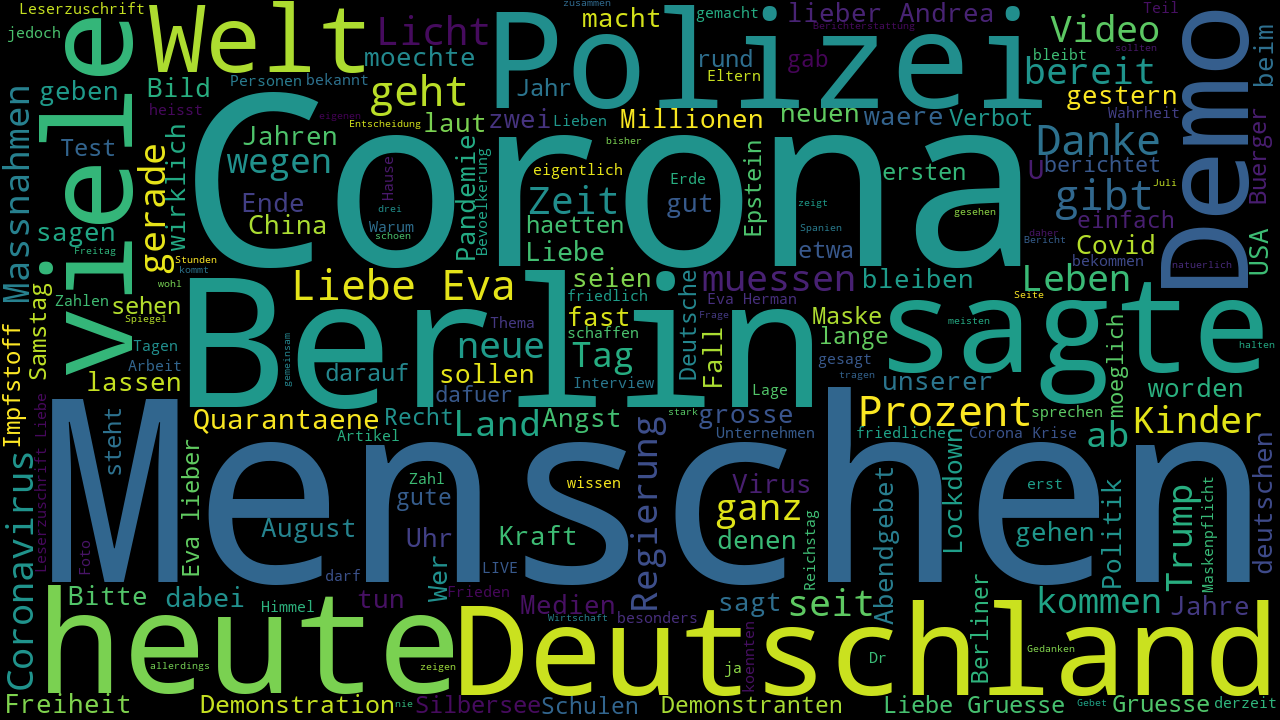 Leserzuschrift
jedoch
viele
Welt
Licht
moechte
Polizei
zusammen
macht
gemacht
lieber Andrea
Berichterstattung
Teil
Video
sollten
bleibt
bereit
Demo
beim
geben
Bild
heisst
Personen
bekannt
geht
Jahr
rund
Eltern
gab
gestern
Wahrheit
Massnahmen
Test
gerade
wirklich
Jahren
wegen
eigenen
Entscheidung
laut
zwei
Lieben
Millionen
neuen
waere
Verbot
Danke
berichtet
Buerger
Corona
Hause
drei
Warum
schoen
Pandemie
Bevoelkerung
bisher
eigentlich
Zeit
Erde
gut
Epstein
zeigt
Spanien
etwa
ersten
gesehen
U
gibt
Juli
einfach
Ende
China
sagen
Freitag
haetten
Liebe
daher
Bericht
Covid
bekommen
natuerlich
USA
Stunden
kommt
wohl
Samstag
Zahlen
sehen
Spiegel
Tagen
Arbeit
lassen
Liebe Eva
seien
friedlich
fast
schaffen
Deutsche
muessen
bleiben
Eva Herman
Frage
Maske
lange
gesagt
tragen
Leben
Seite
meisten
moeglich
halten
Berlin
gemeinsam
darauf
neue
Thema
Tag
sollen
Interview
dafuer
Fall
Lage
unserer
sagte
worden
Impfstoff
Leserzuschrift Liebe
steht
Quarantaene
Recht
Artikel
Land
Angst
Regierung
stark
grosse
Unternehmen
Prozent
friedliche
Corona Krise
sprechen
ab
Kinder
Coronavirus
Foto
Menschen
Eva lieber
August
Zahl
gute
Uhr
wissen
Kraft
LIVE
darf
Virus
ganz
denen
Reichstag
Abendgebet
Lockdown
erst
gehen
Politik
Trump
Maskenpflicht
deutschen
heute
Bitte
dabei
Himmel
tun
Wer
Frieden
Medien
Wirtschaft
besonders
sagt
seit
Berliner
kommen
Jahre
allerdings
zeigen
Deutschland
ja
koennten
Dr
Gedanken
Freiheit
Demonstration
nie
Silbersee
Schulen
Demonstranten
Liebe Gruesse
Gebet
Gruesse
derzeit